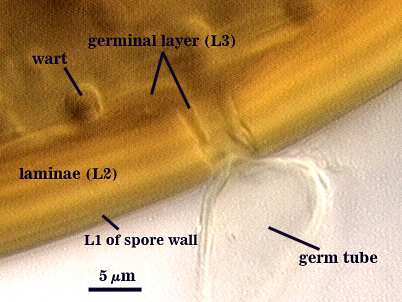 germinal layer (L3)
wart
laminae (L2)
L1 of spore wall
germ tube
5 µm